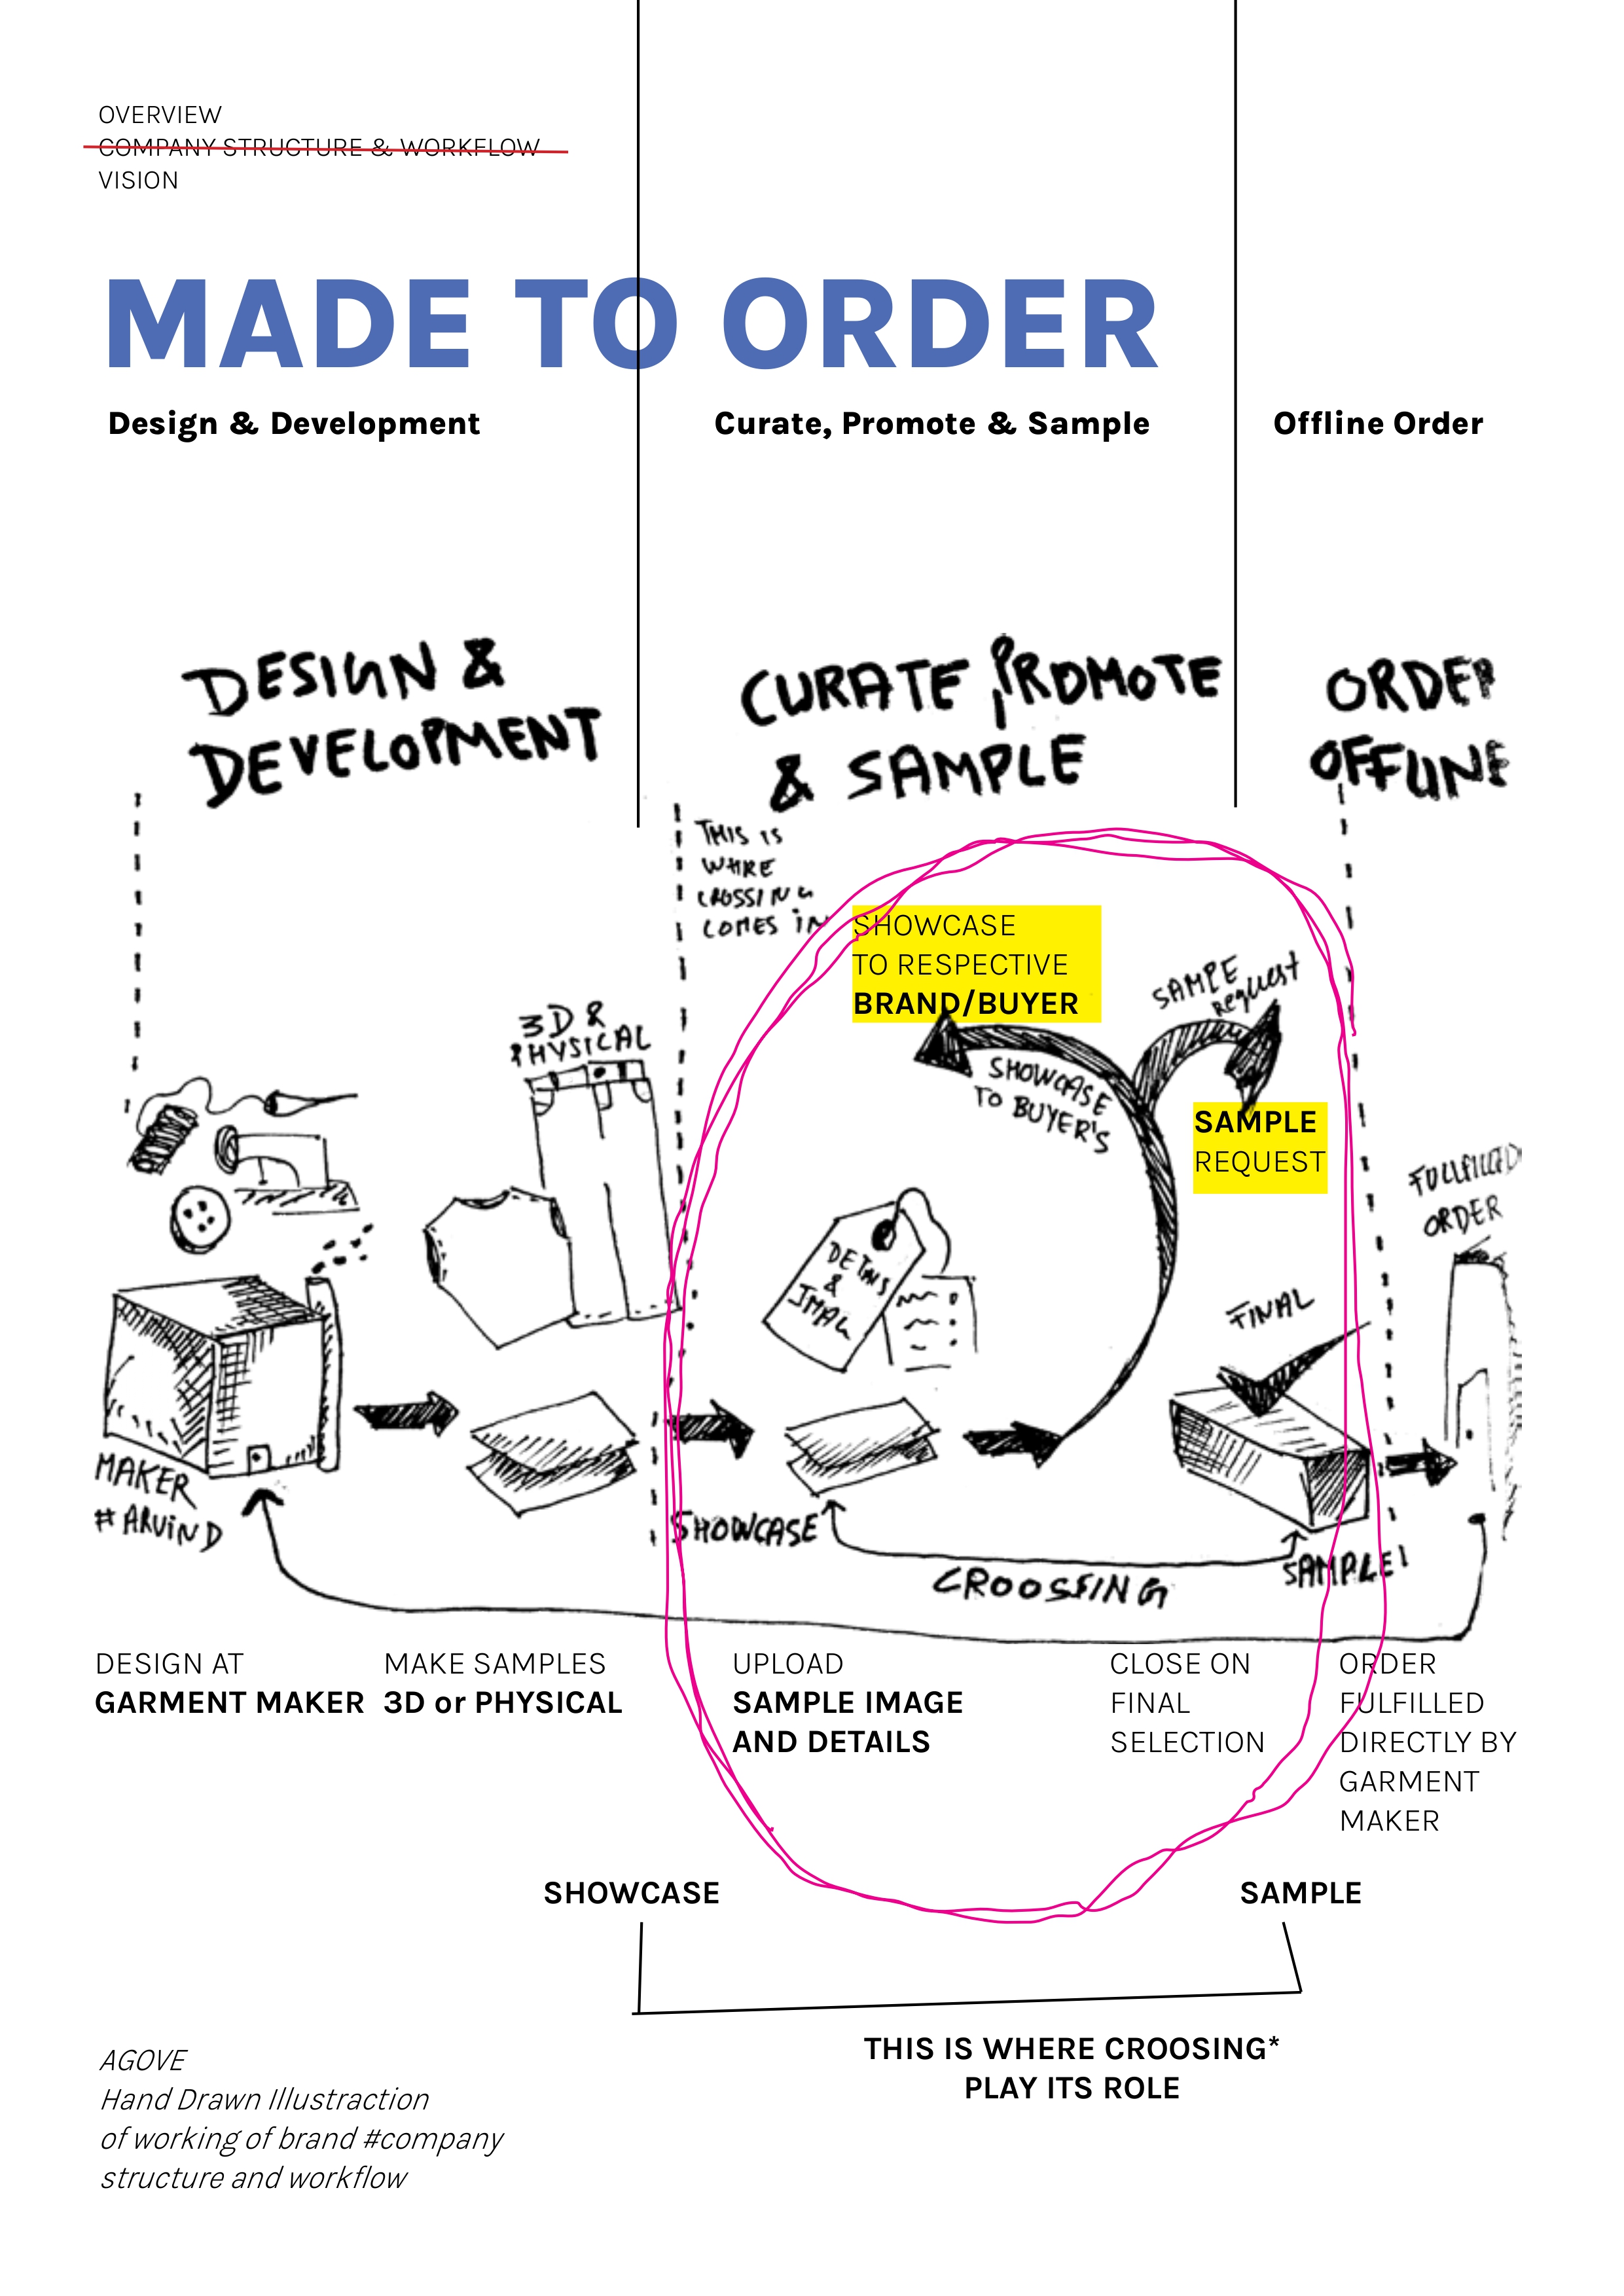 OVERVIEW
COMPANY STRUCTURE & WORKFLOW
VISION
MADE TO ORDER
Design & Development
Curate, Promote & Sample
Offline Order
DESIGN &
DEVELOPMENT
CURATE, PROMOTE
& SAMPLE
ORDER
OFFLINE
THIS IS
WHRE
CROSSING
COMES IN
SHOWCASE
TO RESPECTIVE
BRAND/BUYER
SAMPE
Request
3D &
PHYSICAL
SHOWCASE
TO BUYER'S
SAMPLE
REQUEST
FULLFILLED
ORDER
DETAILS
&
IMAG
FINAL
MAKER
#ARVIND
SHOWCASE
CROOSSING
SAMPLE
DESIGN AT
GARMENT MAKER
MAKE SAMPLES
3D or PHYSICAL
UPLOAD
SAMPLE IMAGE
AND DETAILS
CLOSE ON
FINAL
SELECTION
ORDER
FULFILLED
DIRECTLY BY
GARMENT
MAKER
SHOWCASE
SAMPLE
THIS IS WHERE CROOSING*
PLAY ITS ROLE
AGOVE
Hand Drawn Illustraction
of working of brand #company
structure and workflow